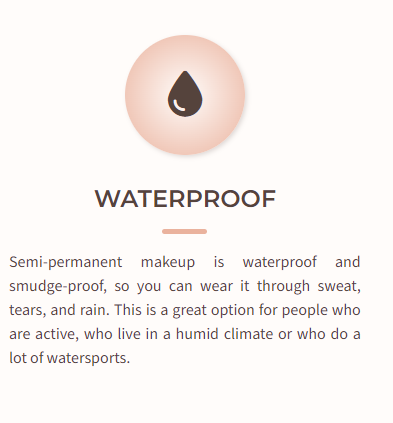 WATERPROOF
Semi-permanent makeup is waterproof and
smudge-proof, so you can wear it through sweat,
tears, and rain. This is a great option for people who
are active, who live in a humid climate or who do a
lot of watersports.